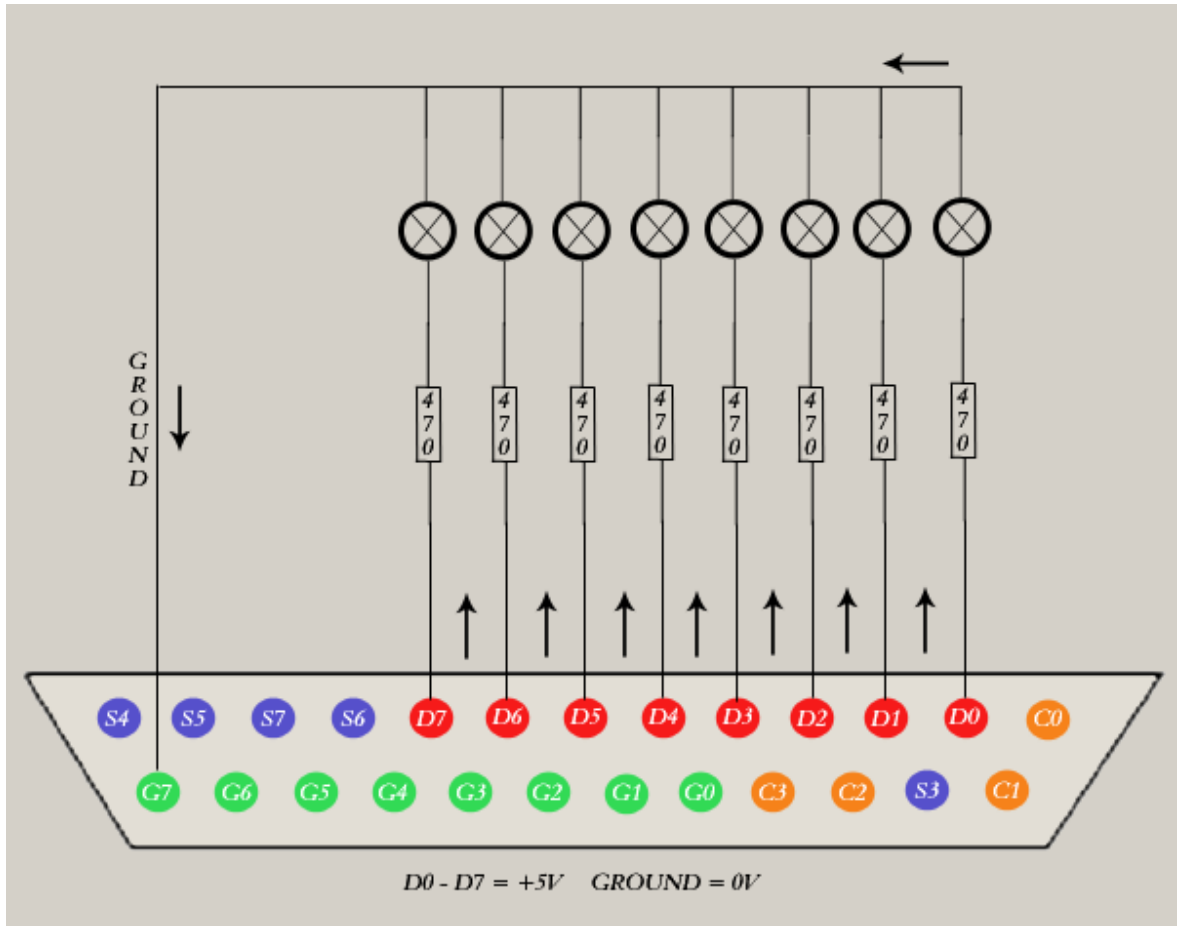 GROUND
470 470 470 470 470 470 470 470
S4 S5 S7 S6 D7 D6 D5 D4 D3 D2 D1 D0 C0
G7 G6 G5 G4 G3 G2 G1 G0 C3 C2 S3 C1
D0 - D7 = +5V GROUND = 0V